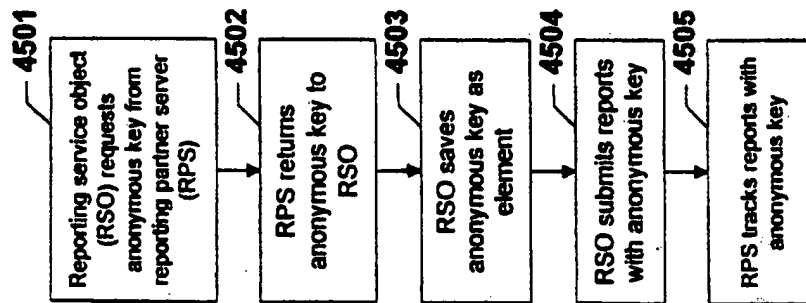 4501
Reporting service object
(RSO) requests
anonymous key from
reporting partner server
(RPS)
4502
RPS returns
anonymous key to
RSO
4503
RSO saves
anonymous key as
element
4504
RSO submits reports
with anonymous key
4505
RPS tracks reports with
anonymous key